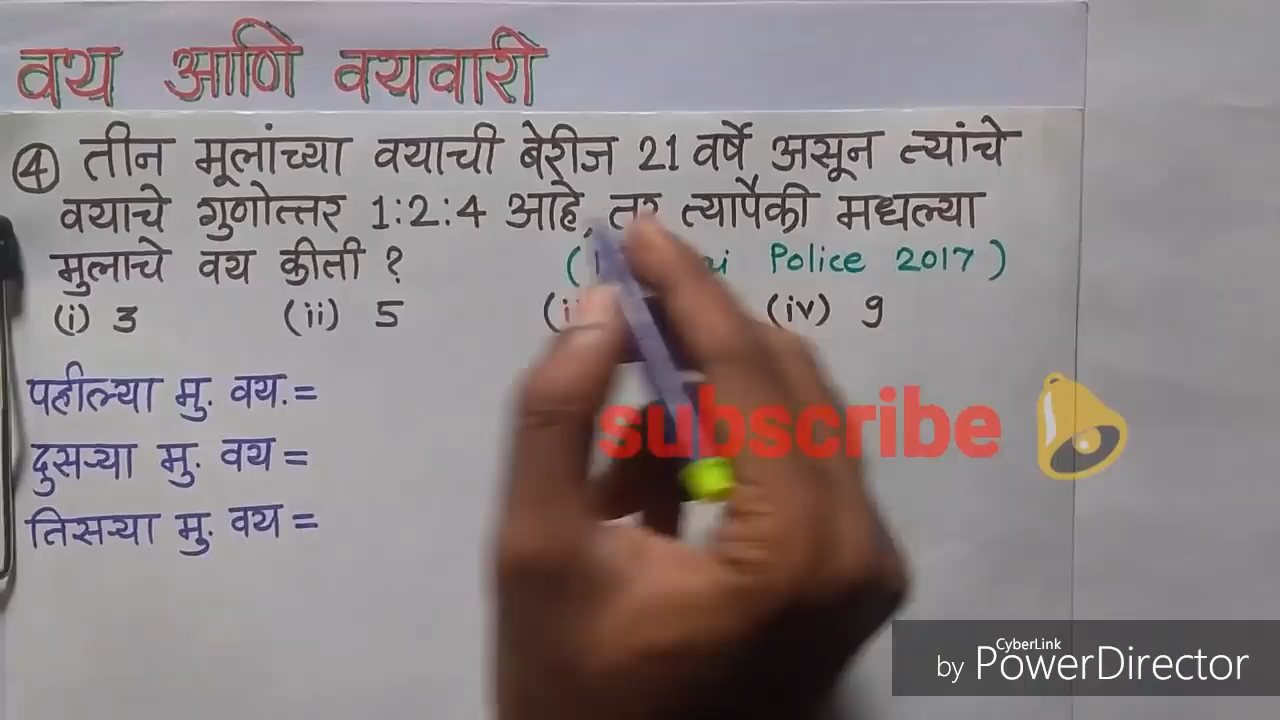 वय आणि वयवारी
④ तीन मूलांच्या वयाची बेरीज 21 वर्षे असून त्यांचे
वयाचे गुणोत्तर 1:2:4 आहे, तर त्यापैकी मधल्या
मुलाचे वय कीती ?
Police 2017 )
(i) 3 (ii) 5 (iv) 9
पहील्या मु. वय. =
subscribe
दुसऱ्या मु. वय =
तिसऱ्या मु. वय =
CyberLink
by PowerDirector